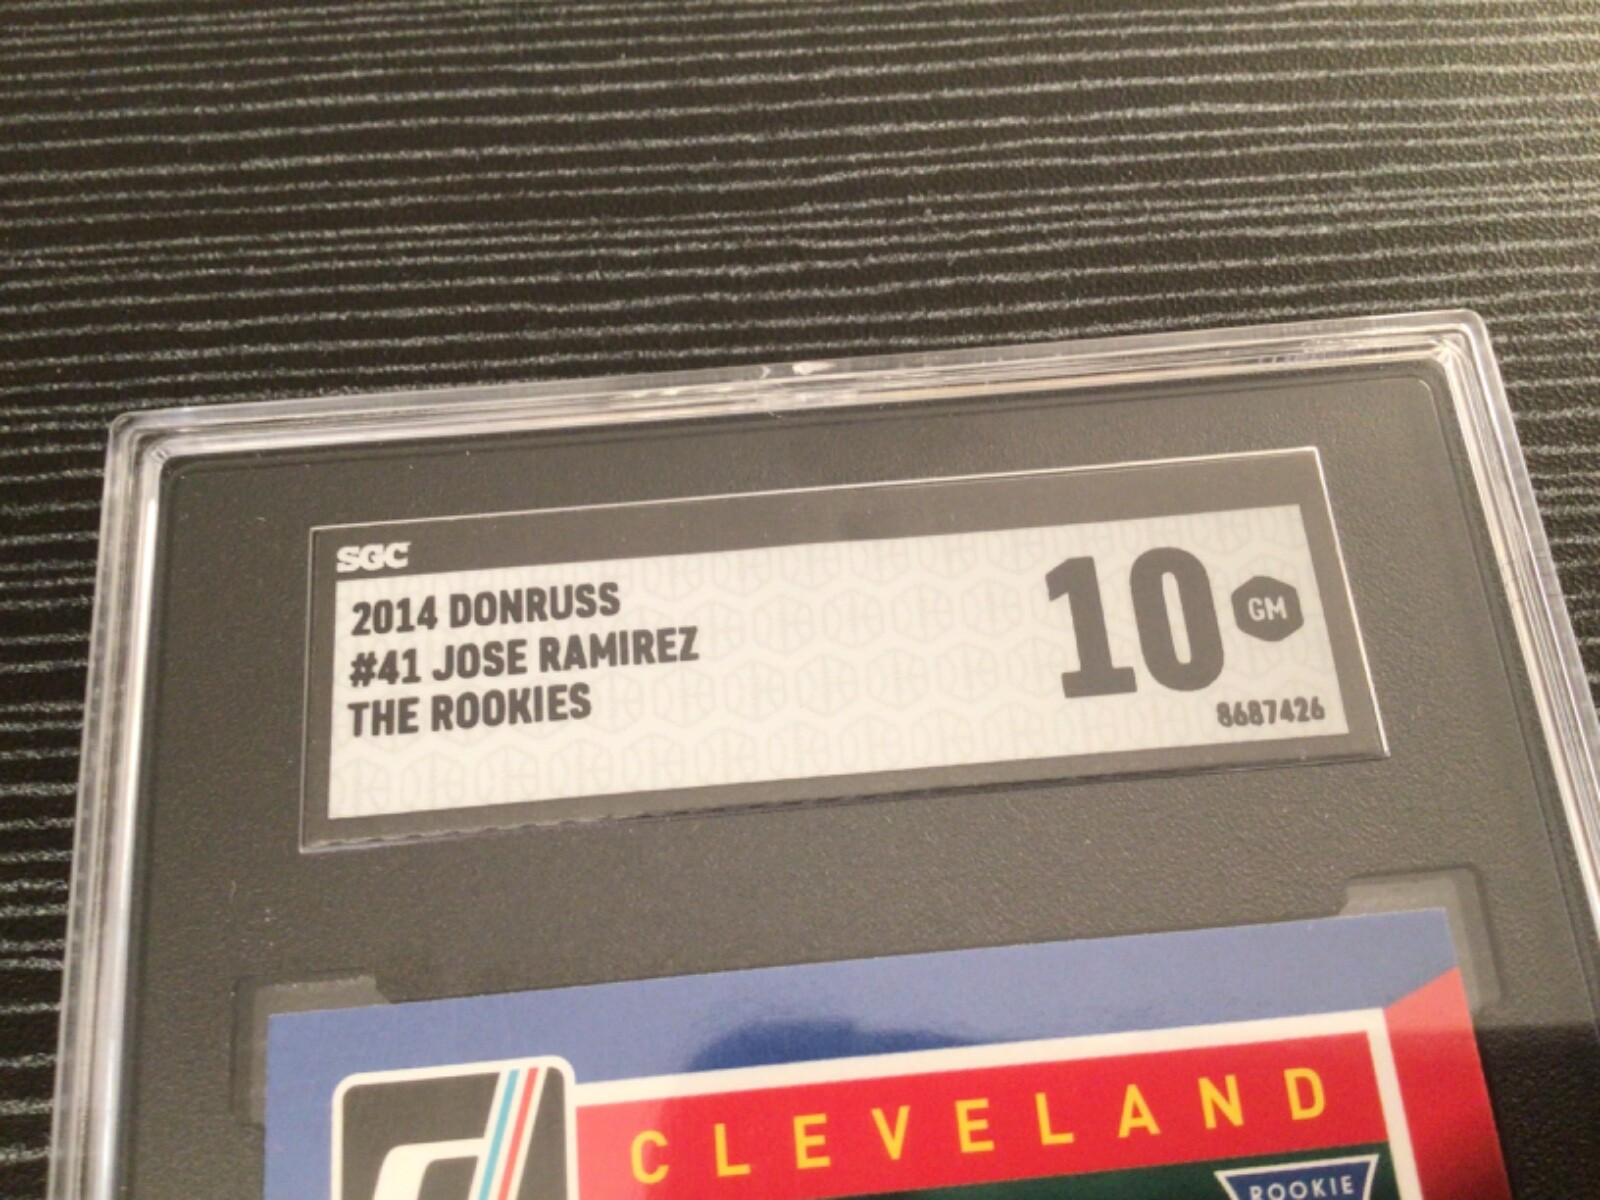 SGC
2014 DONRUSS
#41 JOSE RAMIREZ
THE ROOKIES
10 GM
8687426
CLEVELAND
ROOKIE